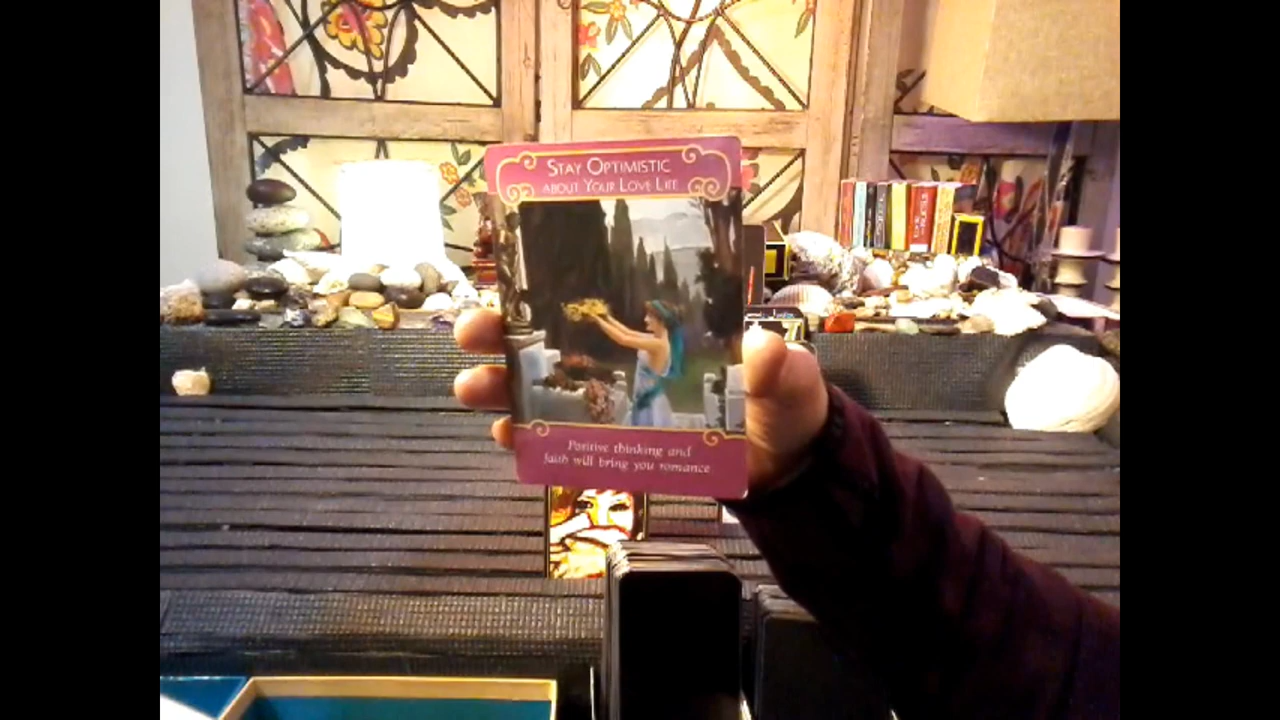 STAY OPTIMISTIC
ABOUT YOUR LOVE LIFE
Positive thinking and
faith will bring you romance